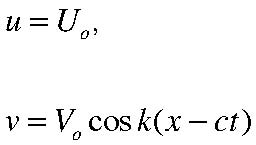 u = U_o,
v = V_o cos k(x − ct)